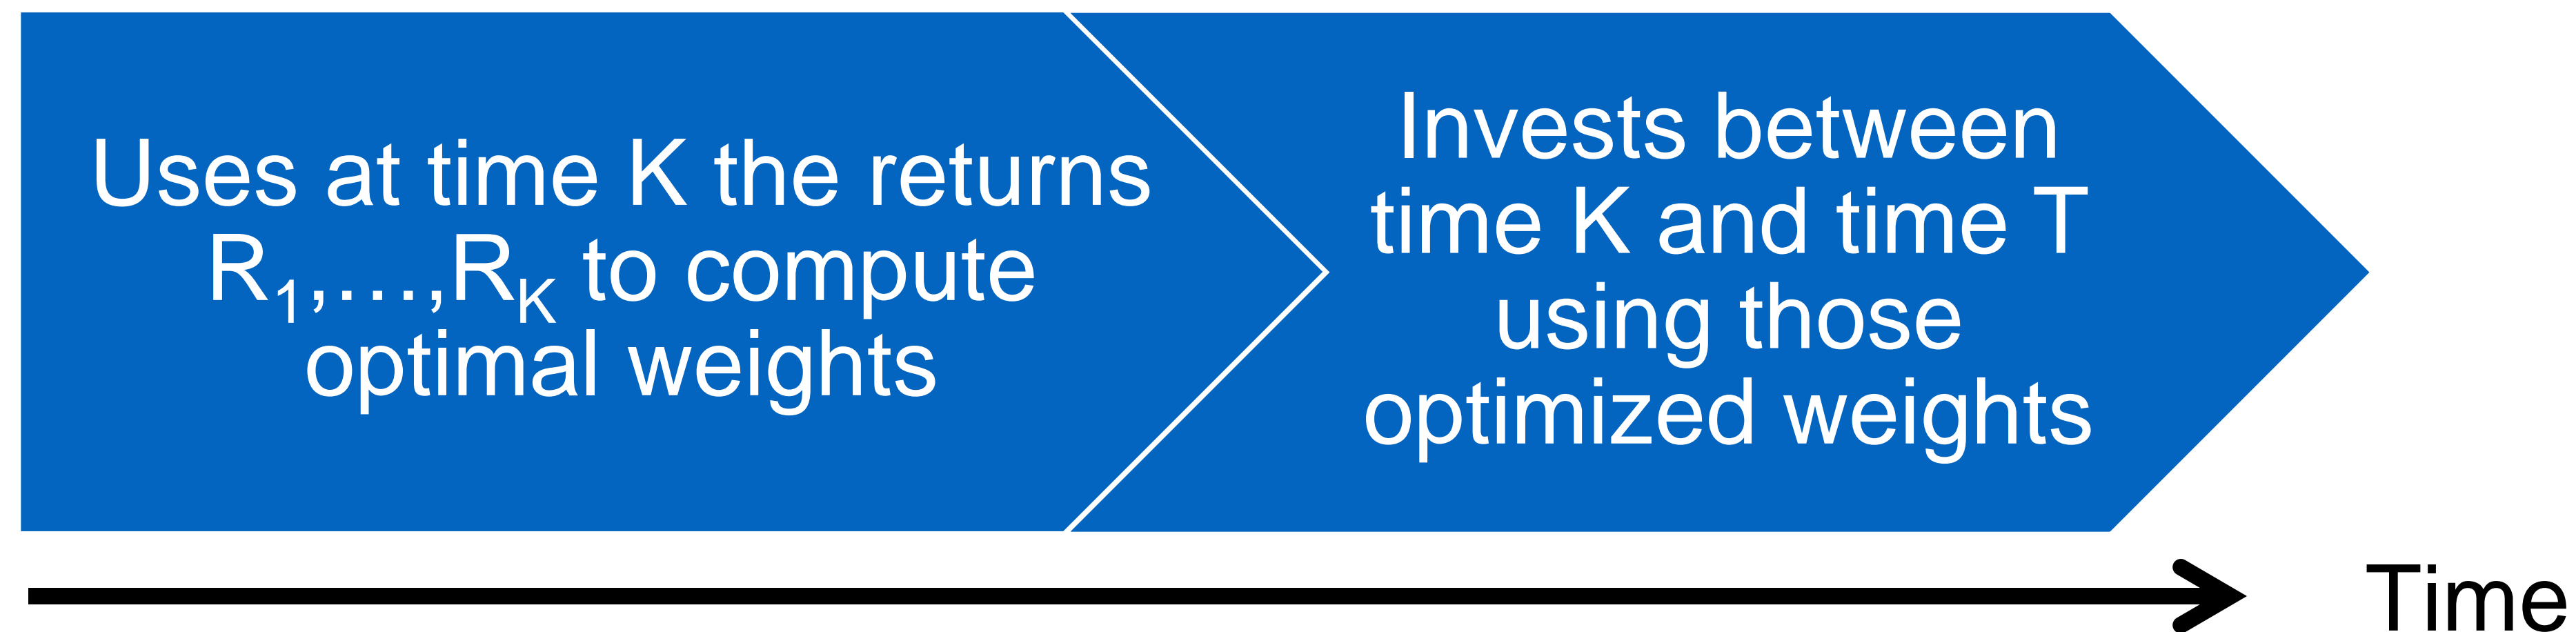 Uses at time K the returns
R₁,…,R_K to compute
optimal weights
Invests between
time K and time T
using those
optimized weights
Time